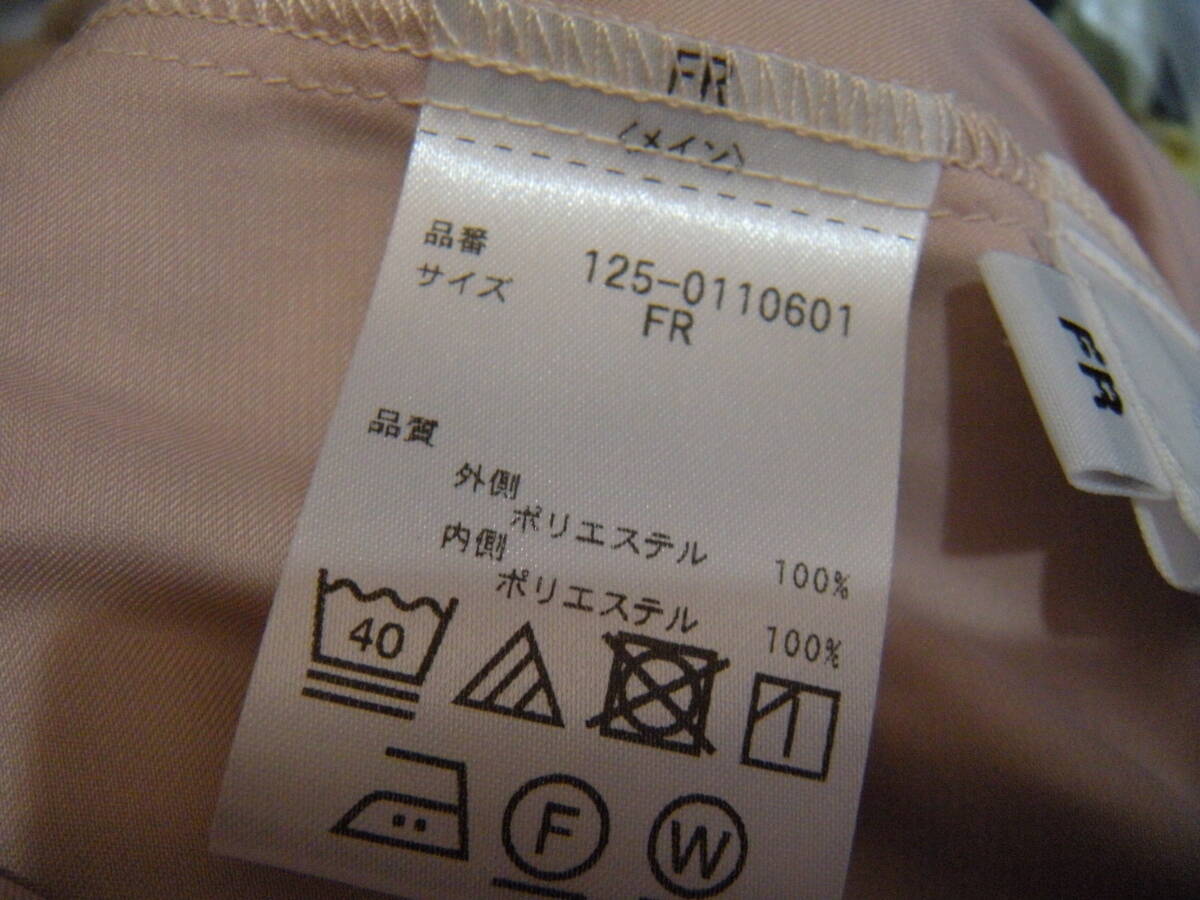 FR
〈メイン〉
品番 125-0110601
サイズ FR
品質
外側
ポリエステル 100%
内側
ポリエステル 100%
40
F
W
FR